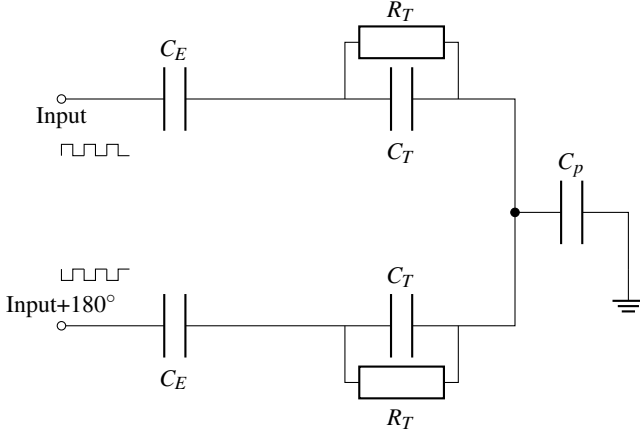 R_T
C_E
Input
C_T
C_p
Input+180°
C_T
C_E
R_T